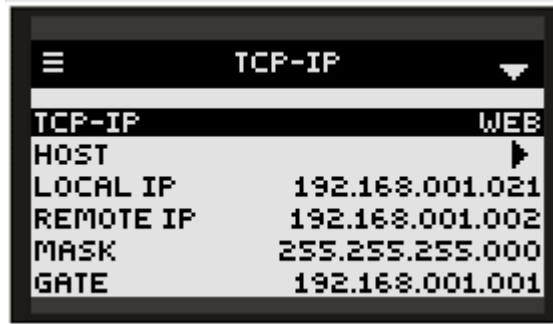 TCP-IP
TCP-IP WEB
HOST
LOCAL IP 192.168.001.021
REMOTE IP 192.168.001.002
MASK 255.255.255.000
GATE 192.168.001.001